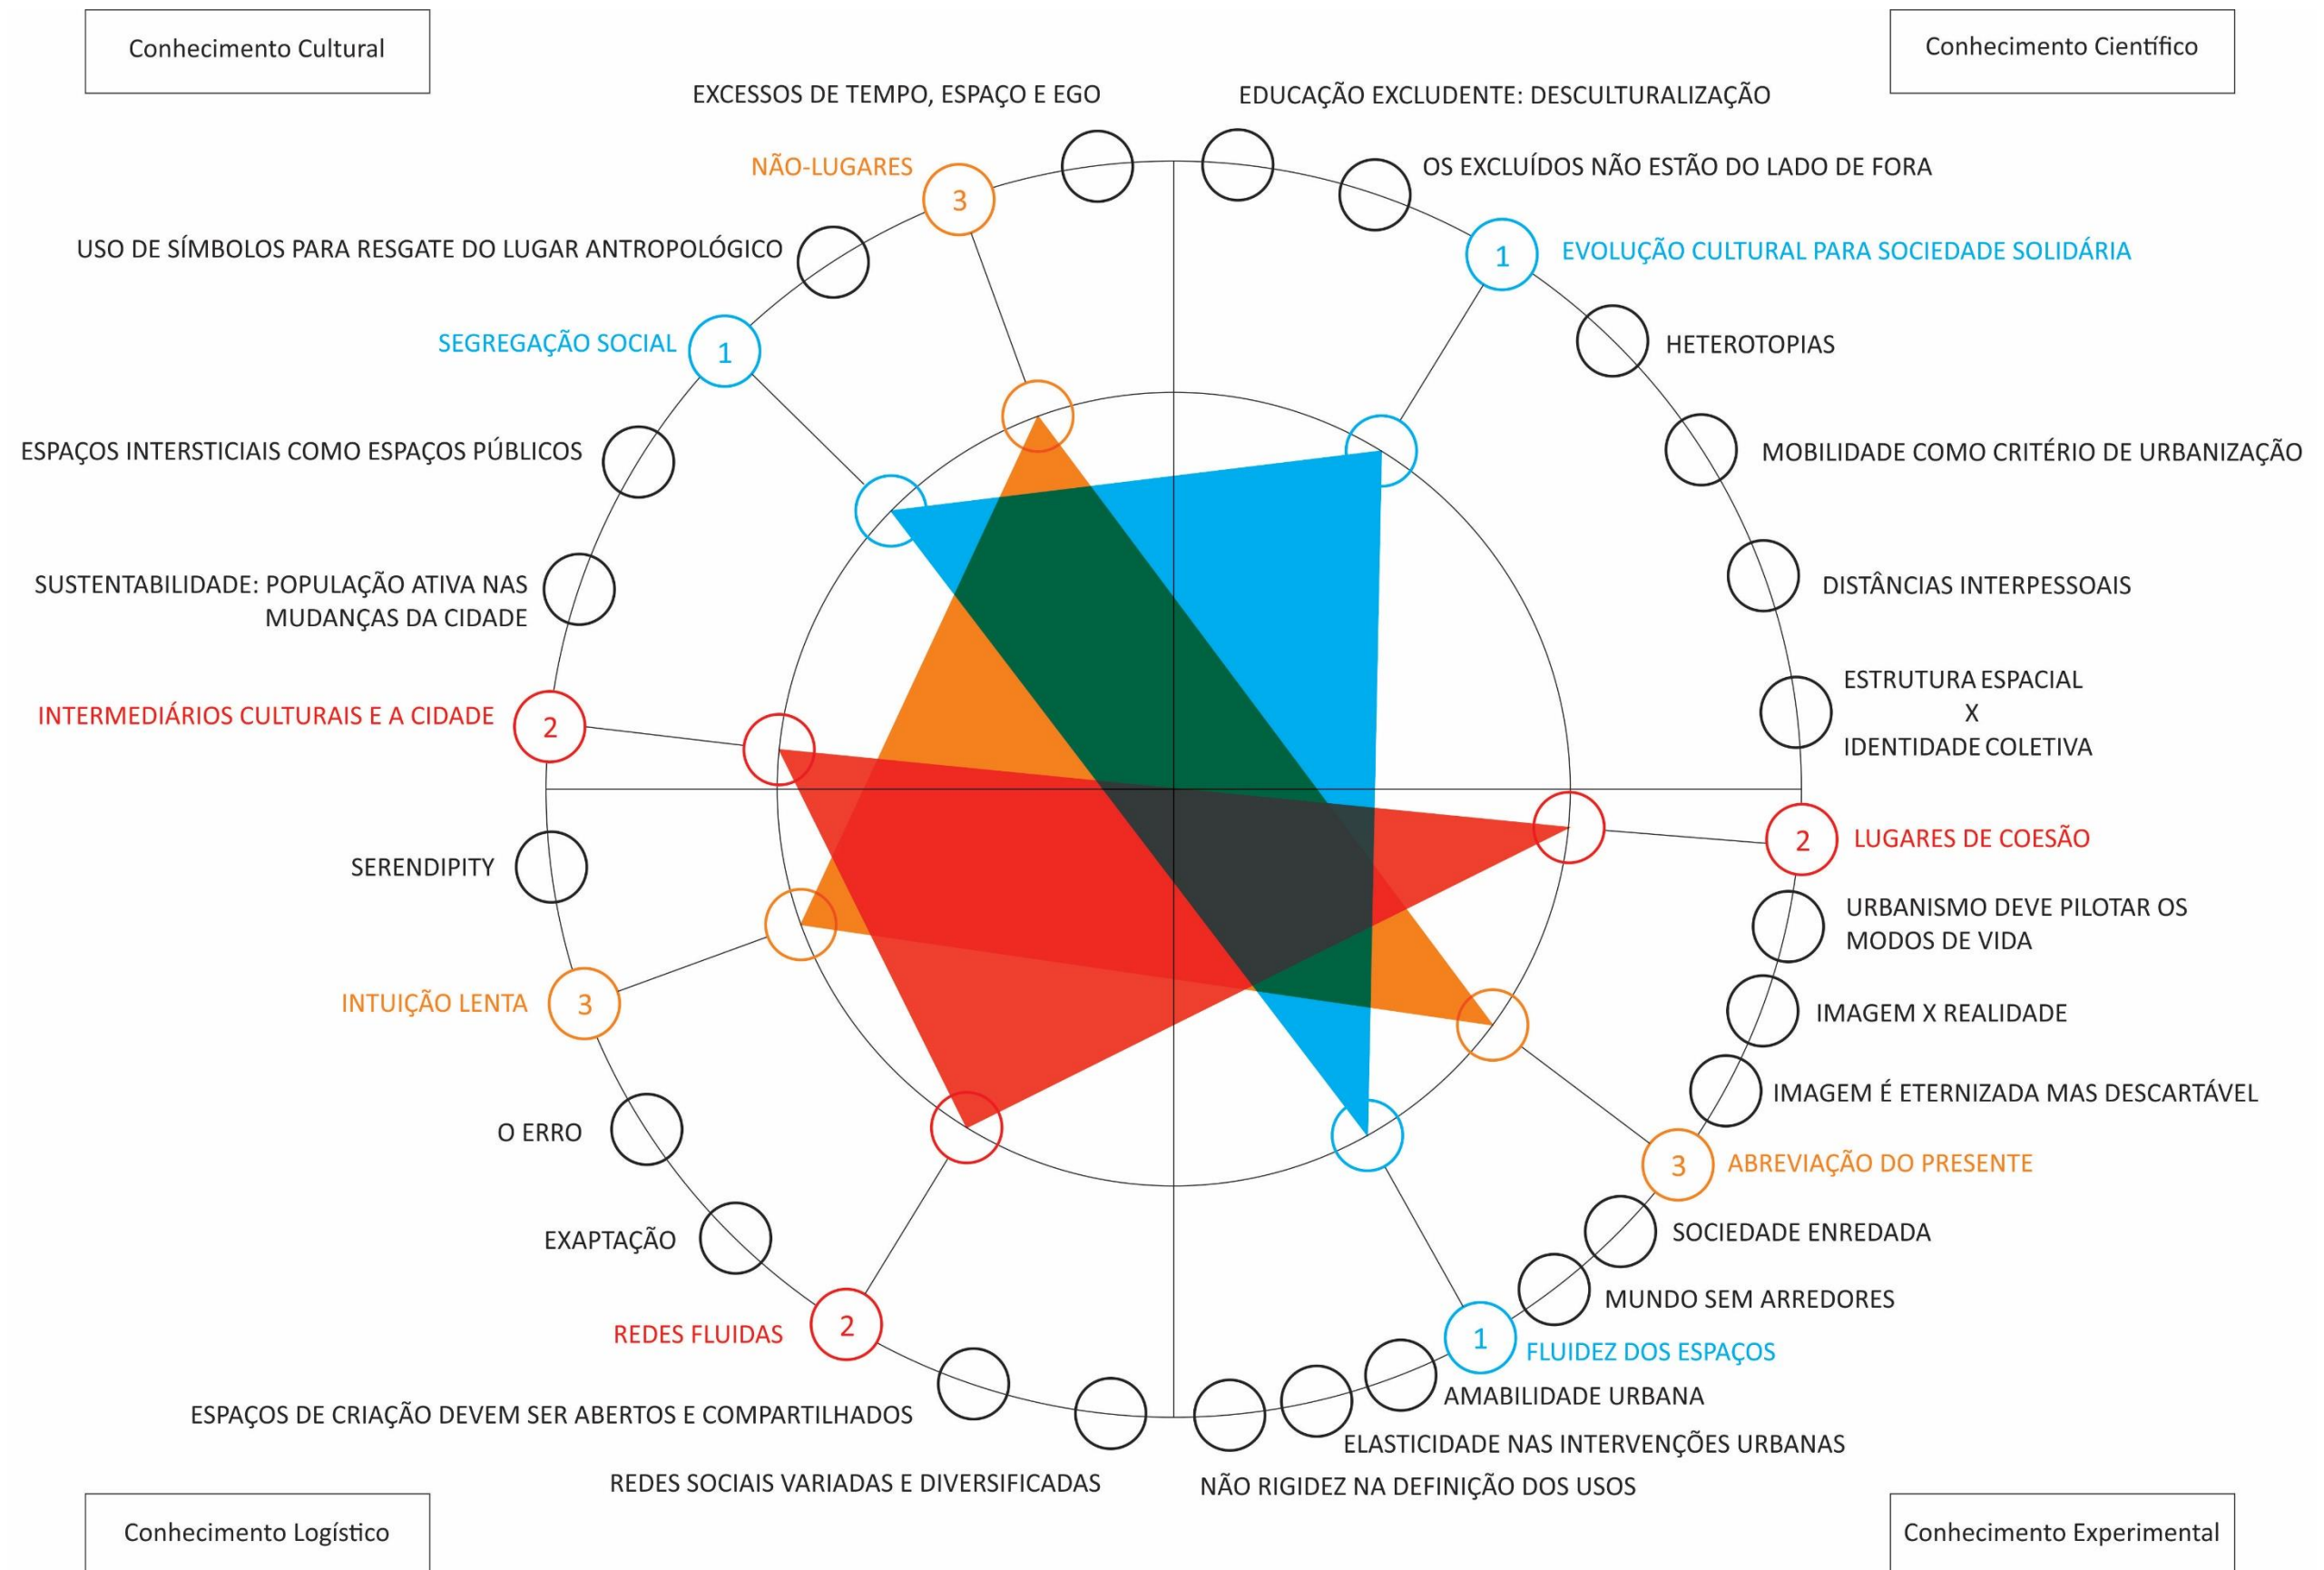 Conhecimento Cultural
Conhecimento Científico
EXCESSOS DE TEMPO, ESPAÇO E EGO
EDUCAÇÃO EXCLUDENTE: DESCULTURALIZAÇÃO
NÃO-LUGARES
3
OS EXCLUÍDOS NÃO ESTÃO DO LADO DE FORA
USO DE SÍMBOLOS PARA RESGATE DO LUGAR ANTROPOLÓGICO
1
EVOLUÇÃO CULTURAL PARA SOCIEDADE SOLIDÁRIA
SEGREGAÇÃO SOCIAL
1
HETEROTOPIAS
ESPAÇOS INTERSTICIAIS COMO ESPAÇOS PÚBLICOS
MOBILIDADE COMO CRITÉRIO DE URBANIZAÇÃO
SUSTENTABILIDADE: POPULAÇÃO ATIVA NAS
MUDANÇAS DA CIDADE
DISTÂNCIAS INTERPESSOAIS
ESTRUTURA ESPACIAL
X
IDENTIDADE COLETIVA
INTERMEDIÁRIOS CULTURAIS E A CIDADE
2
2
LUGARES DE COESÃO
SERENDIPITY
URBANISMO DEVE PILOTAR OS
MODOS DE VIDA
INTUIÇÃO LENTA
3
IMAGEM X REALIDADE
IMAGEM É ETERNIZADA MAS DESCARTÁVEL
O ERRO
3
ABREVIAÇÃO DO PRESENTE
EXAPTAÇÃO
SOCIEDADE ENREDADA
MUNDO SEM ARREDORES
REDES FLUIDAS
2
1
FLUIDEZ DOS ESPAÇOS
AMABILIDADE URBANA
ESPAÇOS DE CRIAÇÃO DEVEM SER ABERTOS E COMPARTILHADOS
ELASTICIDADE NAS INTERVENÇÕES URBANAS
REDES SOCIAIS VARIADAS E DIVERSIFICADAS
NÃO RIGIDEZ NA DEFINIÇÃO DOS USOS
Conhecimento Logístico
Conhecimento Experimental